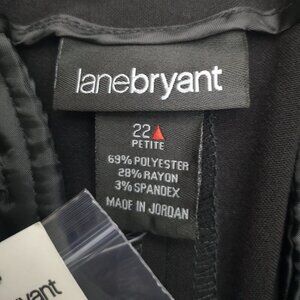 lanebryant
22
PETITE
69% POLYESTER
28% RAYON
3% SPANDEX
MADE IN JORDAN
bryant